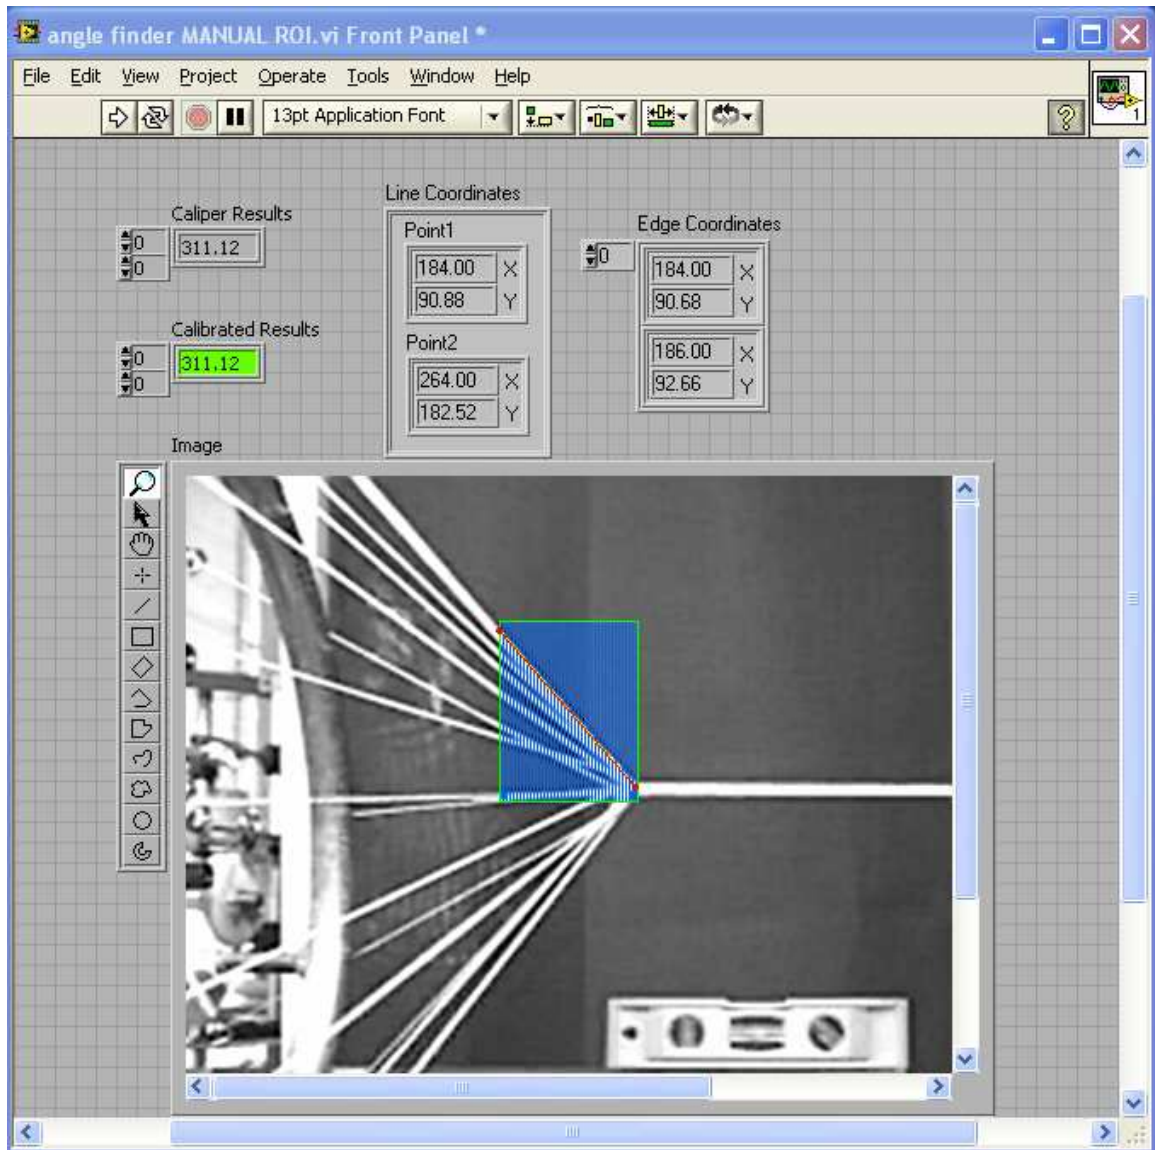 angle finder MANUAL ROI.vi Front Panel *
File Edit View Project Operate Tools Window Help
13pt Application Font
?
1
Line Coordinates
Caliper Results
0
0
311.12
Point1
184.00 X
90.88 Y
Edge Coordinates
0
184.00 X
90.68 Y
Calibrated Results
0
0
311.12
Point2
264.00 X
182.52 Y
186.00 X
92.66 Y
Image